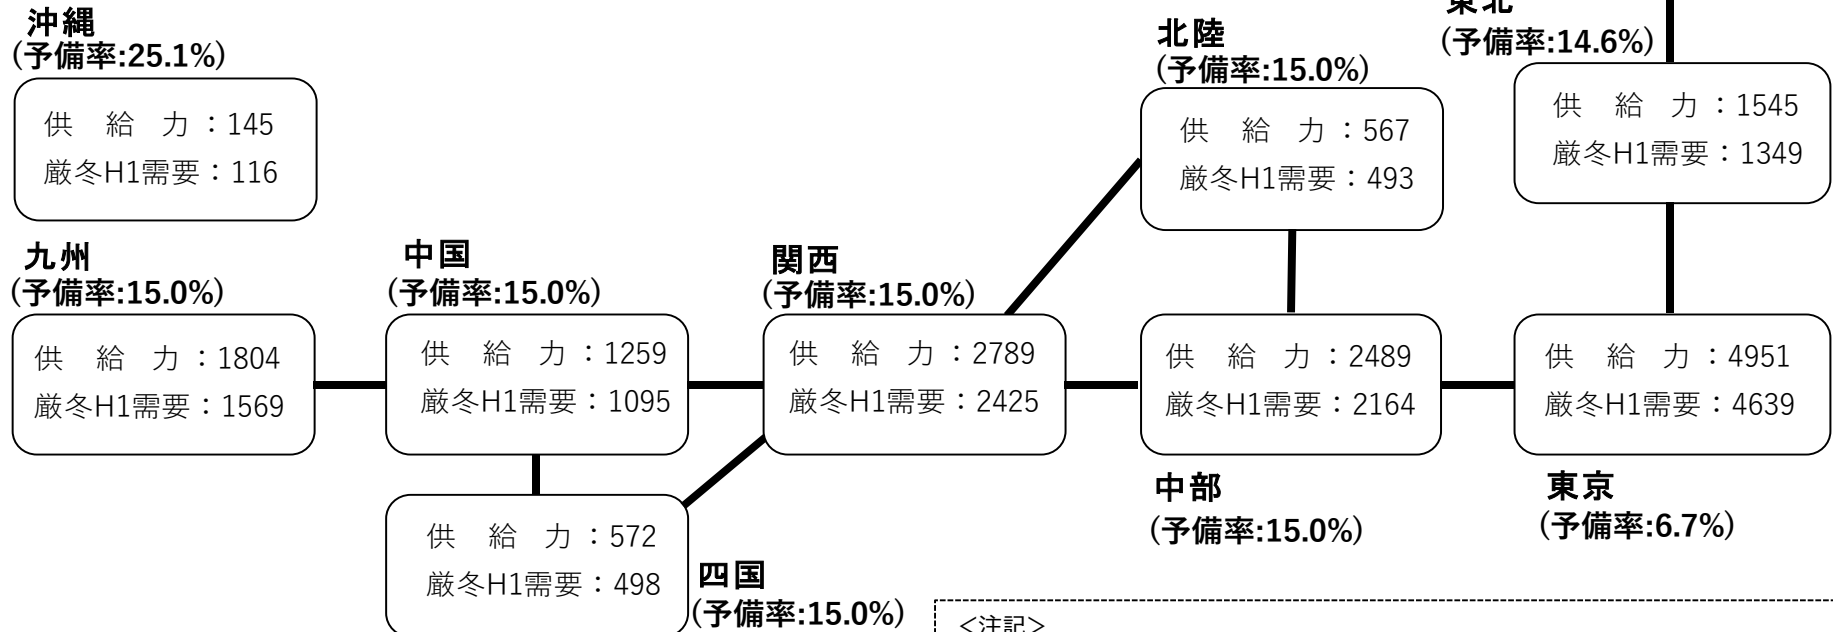 沖縄
(予備率:25.1%)
供 給 力:145
厳冬H1需要:116
北陸
(予備率:15.0%)
供 給 力:567
厳冬H1需要:493
東北
(予備率:14.6%)
供 給 力:1545
厳冬H1需要:1349
九州
(予備率:15.0%)
供 給 力:1804
厳冬H1需要:1569
中国
(予備率:15.0%)
供 給 力:1259
厳冬H1需要:1095
関西
(予備率:15.0%)
供 給 力:2789
厳冬H1需要:2425
供 給 力:2489
厳冬H1需要:2164
中部
(予備率:15.0%)
供 給 力:4951
厳冬H1需要:4639
東京
(予備率:6.7%)
供 給 力:572
厳冬H1需要:498
四国
(予備率:15.0%)
<注記>